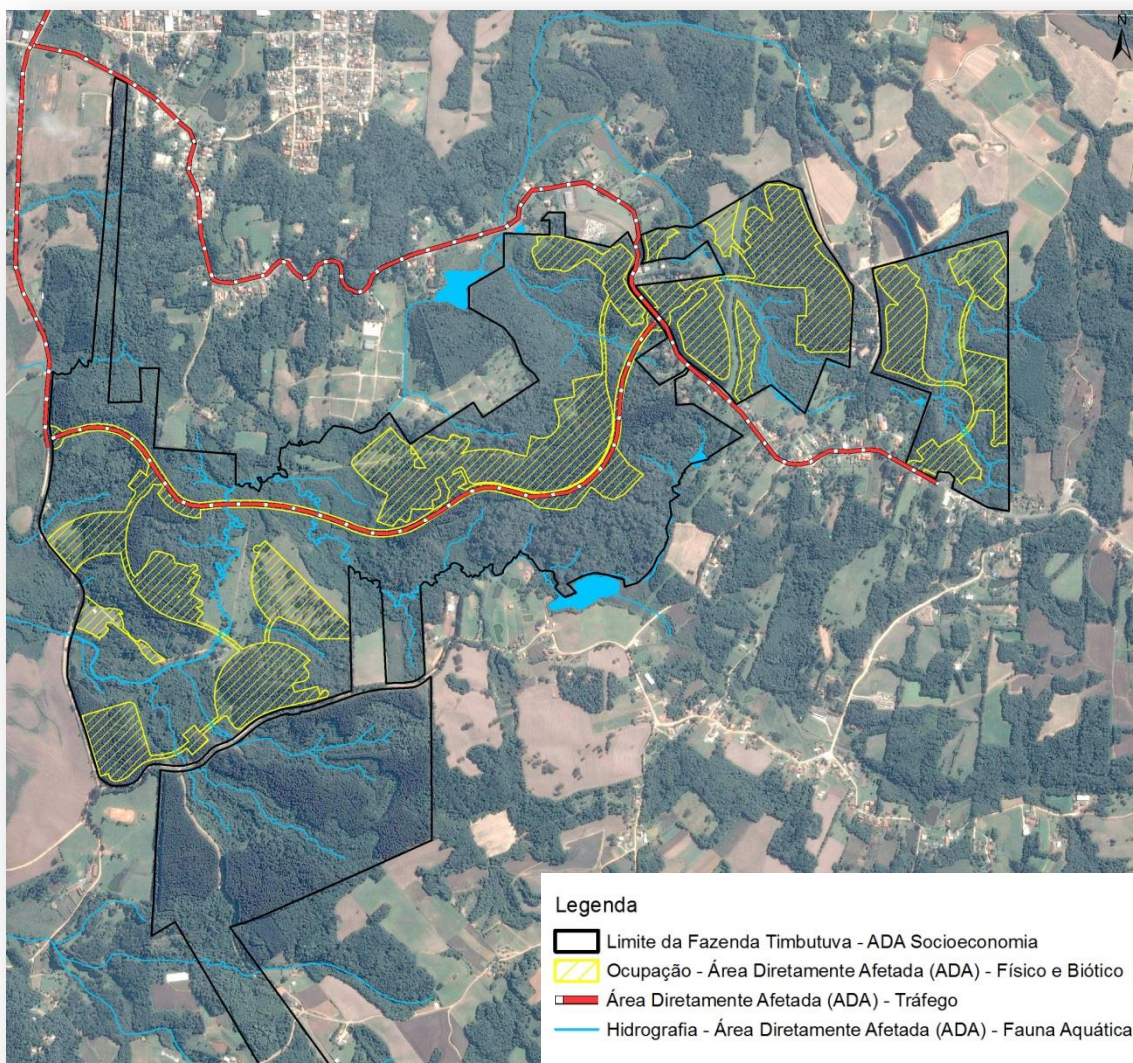 N
Legenda
Limite da Fazenda Timbutuva - ADA Socioeconomia
Ocupação - Área Diretamente Afetada (ADA) - Físico e Biótico
Área Diretamente Afetada (ADA) - Tráfego
Hidrografia - Área Diretamente Afetada (ADA) - Fauna Aquática